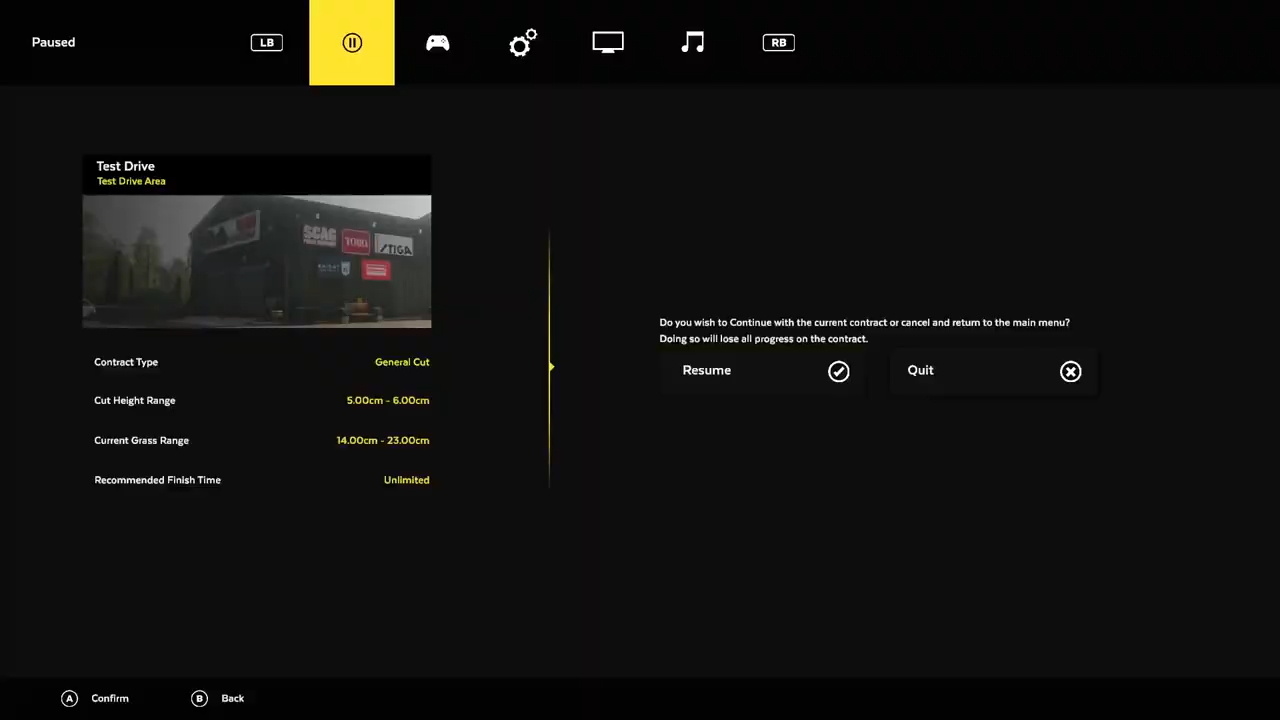 Paused
LB
RB
Test Drive
Test Drive Area
SCAG
TORO
STIGA
Contract Type
General Cut
Cut Height Range
5.00cm - 6.00cm
Current Grass Range
14.00cm - 23.00cm
Recommended Finish Time
Unlimited
Do you wish to Continue with the current contract or cancel and return to the main menu?
Doing so will lose all progress on the contract.
Resume
Quit
A Confirm
B Back